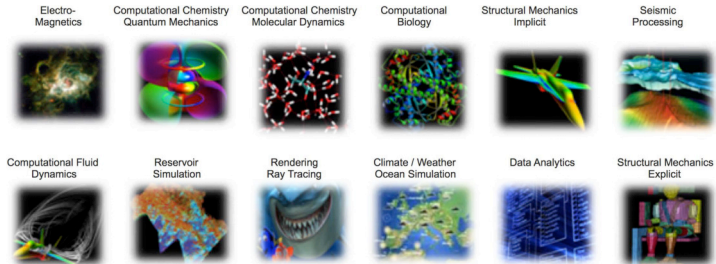 Electro-
Magnetics
Computational Chemistry
Quantum Mechanics
Computational Chemistry
Molecular Dynamics
Computational
Biology
Structural Mechanics
Implicit
Seismic
Processing
Computational Fluid
Dynamics
Reservoir
Simulation
Rendering
Ray Tracing
Climate / Weather
Ocean Simulation
Data Analytics
Structural Mechanics
Explicit